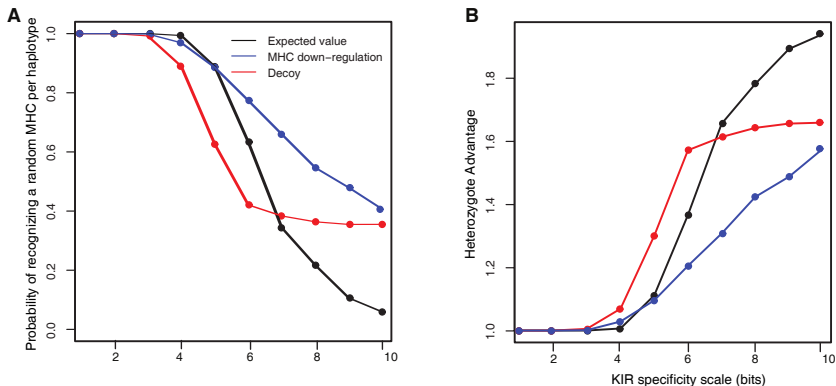 A
Probability of recognizing a random MHC per haplotype
1.0
0.8
0.6
0.4
0.2
0.0
2
4
6
8
10
Expected value
MHC down−regulation
Decoy
B
Heterozygote Advantage
1.8
1.6
1.4
1.2
1.0
2
4
6
8
10
KIR specificity scale (bits)